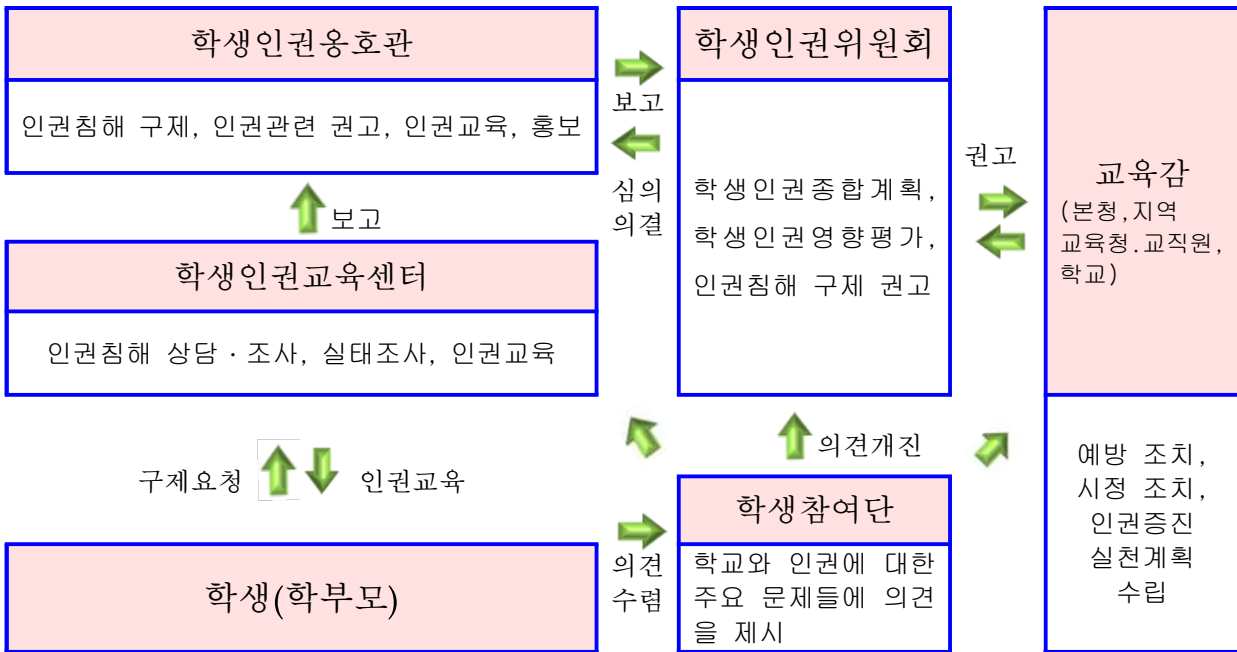 학생인권옹호관
인권침해 구제, 인권관련 권고, 인권교육, 홍보
보고
학생인권교육센터
인권침해 상담 · 조사, 실태조사, 인권교육
구제요청
인권교육
학생(학부모)
보고
심의
의결
의견
수렴
학생인권위원회
학생인권종합계획,
학생인권영향평가,
인권침해 구제 권고
의견개진
학생참여단
학교와 인권에 대한
주요 문제들에 의견
을 제시
권고
교육감
(본청,지역
교육청.교직원,
학교)
예방 조치,
시정 조치,
인권증진
실천계획
수립